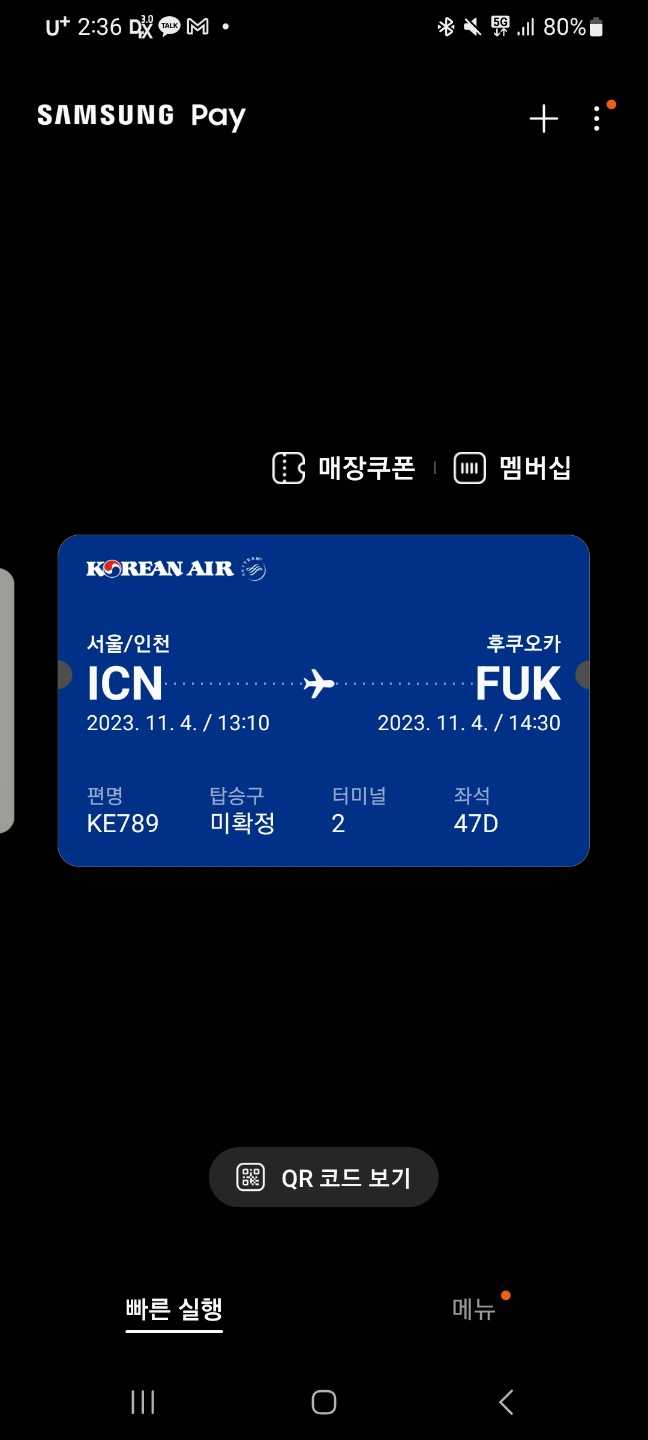 U+ 2:36 3.0 DX TALK 5G 80%
SAMSUNG Pay
매장쿠폰 멤버십
KOREAN AIR
서울/인천 후쿠오카
ICN FUK
2023. 11. 4. / 13:10 2023. 11. 4. / 14:30
편명 탑승구 터미널 좌석
KE789 미확정 2 47D
QR 코드 보기
빠른 실행 메뉴